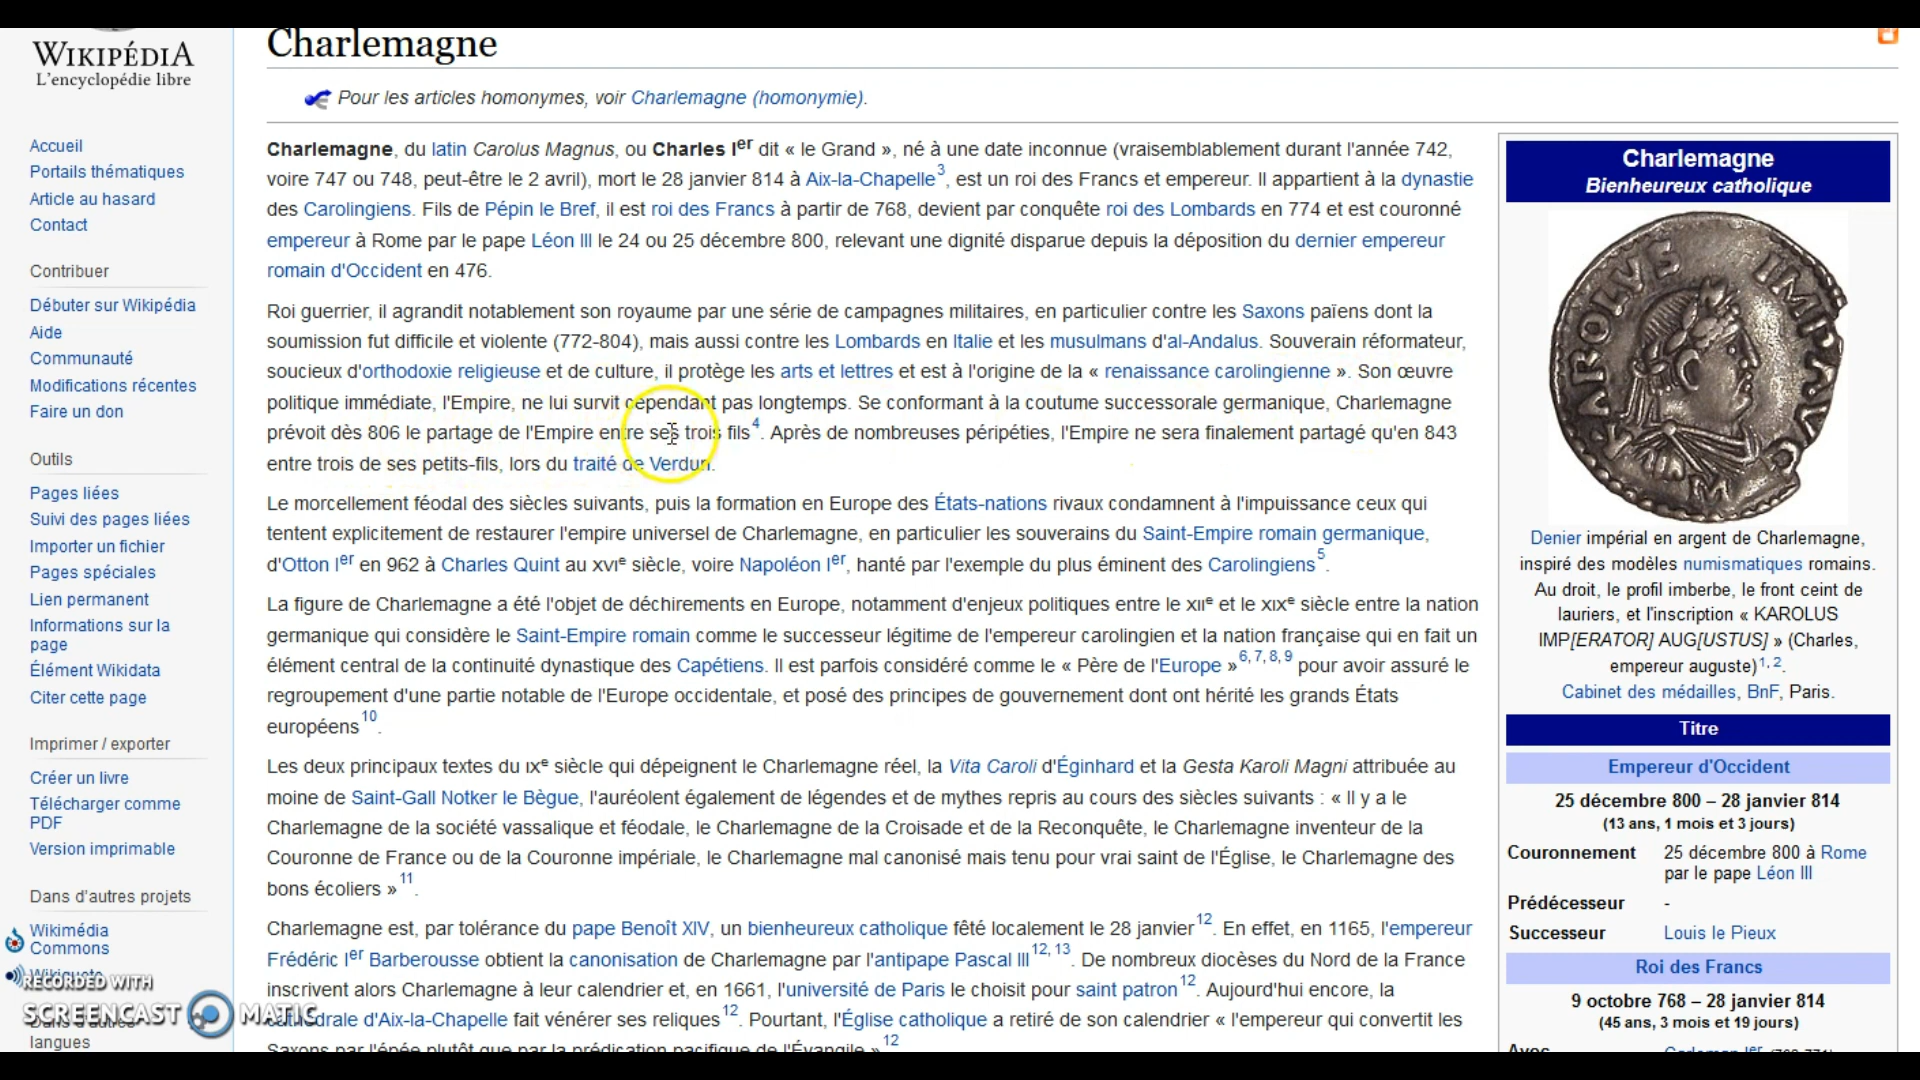 WIKIPÉDIA
L'encyclopédie libre
Accueil
Portails thématiques
Article au hasard
Contact
Contribuer
Débuter sur Wikipédia
Aide
Communauté
Modifications récentes
Faire un don
Outils
Pages liées
Suivi des pages liées
Importer un fichier
Pages spéciales
Lien permanent
Informations sur la
page
Élément Wikidata
Citer cette page
Imprimer / exporter
Créer un livre
Télécharger comme
PDF
Version imprimable
Dans d'autres projets
Wikimédia
Commons
Wikiquote
Dans d'autres
langues
RECORDED WITH
SCREENCAST MATIC
Charlemagne
Pour les articles homonymes, voir Charlemagne (homonymie).
Charlemagne, du latin Carolus Magnus, ou Charles Ier dit « le Grand », né à une date inconnue (vraisemblablement durant l'année 742,
voire 747 ou 748, peut-être le 2 avril), mort le 28 janvier 814 à Aix-la-Chapelle3, est un roi des Francs et empereur. Il appartient à la dynastie
des Carolingiens. Fils de Pépin le Bref, il est roi des Francs à partir de 768, devient par conquête roi des Lombards en 774 et est couronné
empereur à Rome par le pape Léon III le 24 ou 25 décembre 800, relevant une dignité disparue depuis la déposition du dernier empereur
romain d'Occident en 476.
Roi guerrier, il agrandit notablement son royaume par une série de campagnes militaires, en particulier contre les Saxons païens dont la
soumission fut difficile et violente (772-804), mais aussi contre les Lombards en Italie et les musulmans d'al-Andalus. Souverain réformateur,
soucieux d'orthodoxie religieuse et de culture, il protège les arts et lettres et est à l'origine de la « renaissance carolingienne ». Son œuvre
politique immédiate, l'Empire, ne lui survit cependant pas longtemps. Se conformant à la coutume successorale germanique, Charlemagne
prévoit dès 806 le partage de l'Empire entre ses trois fils4. Après de nombreuses péripéties, l'Empire ne sera finalement partagé qu'en 843
entre trois de ses petits-fils, lors du traité de Verdun.
Le morcellement féodal des siècles suivants, puis la formation en Europe des États-nations rivaux condamnent à l'impuissance ceux qui
tentent explicitement de restaurer l'empire universel de Charlemagne, en particulier les souverains du Saint-Empire romain germanique,
d'Otton Ier en 962 à Charles Quint au XVIe siècle, voire Napoléon Ier, hanté par l'exemple du plus éminent des Carolingiens5.
La figure de Charlemagne a été l'objet de déchirements en Europe, notamment d'enjeux politiques entre le XIIe et le XIXe siècle entre la nation
germanique qui considère le Saint-Empire romain comme le successeur légitime de l'empereur carolingien et la nation française qui en fait un
élément central de la continuité dynastique des Capétiens. Il est parfois considéré comme le « Père de l'Europe »6, 7, 8, 9 pour avoir assuré le
regroupement d'une partie notable de l'Europe occidentale, et posé des principes de gouvernement dont ont hérité les grands États
européens10.
Les deux principaux textes du IXe siècle qui dépeignent le Charlemagne réel, la Vita Caroli d'Éginhard et la Gesta Karoli Magni attribuée au
moine de Saint-Gall Notker le Bègue, l'auréolent également de légendes et de mythes repris au cours des siècles suivants : « Il y a le
Charlemagne de la société vassalique et féodale, le Charlemagne de la Croisade et de la Reconquête, le Charlemagne inventeur de la
Couronne de France ou de la Couronne impériale, le Charlemagne mal canonisé mais tenu pour vrai saint de l'Église, le Charlemagne des
bons écoliers »11.
Charlemagne est, par tolérance du pape Benoît XIV, un bienheureux catholique fêté localement le 28 janvier12. En effet, en 1165, l'empereur
Frédéric Ier Barberousse obtient la canonisation de Charlemagne par l'antipape Pascal III12, 13. De nombreux diocèses du Nord de la France
inscrivent alors Charlemagne à leur calendrier et, en 1661, l'université de Paris le choisit pour saint patron12. Aujourd'hui encore, la
cathédrale d'Aix-la-Chapelle fait vénérer ses reliques12. Pourtant, l'Église catholique a retiré de son calendrier « l'empereur qui convertit les
Saxons par l'épée plutôt que par la prédication pacifique de l'Évangile »12
Charlemagne
Bienheureux catholique
KAROLVS IMP AVG
M
Denier impérial en argent de Charlemagne,
inspiré des modèles numismatiques romains.
Au droit, le profil imberbe, le front ceint de
lauriers, et l'inscription « KAROLUS
IMP[ERATOR] AUG[USTUS] » (Charles,
empereur auguste)1, 2.
Cabinet des médailles, BnF, Paris.
Titre
Empereur d'Occident
25 décembre 800 – 28 janvier 814
(13 ans, 1 mois et 3 jours)
Couronnement 25 décembre 800 à Rome
par le pape Léon III
Prédécesseur -
Successeur Louis le Pieux
Roi des Francs
9 octobre 768 – 28 janvier 814
(45 ans, 3 mois et 19 jours)
Avec Carloman Ier (768-771)